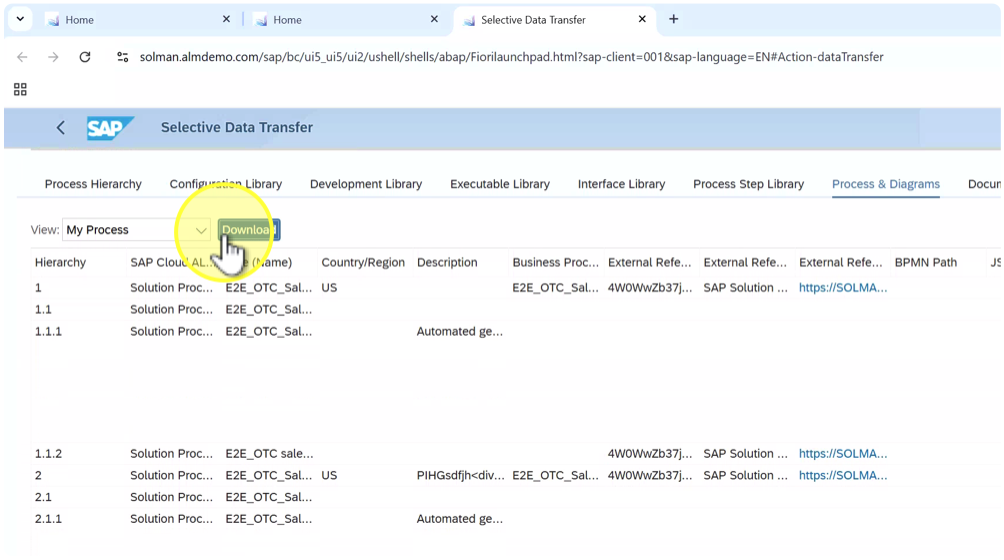 Home
Home
Selective Data Transfer
solman.almdemo.com/sap/bc/ui5_ui5/ui2/ushell/shells/abap/Fiorilaunchpad.html?sap-client=001&sap-language=EN#Action-dataTransfer
SAP Selective Data Transfer
Process Hierarchy Configuration Library Development Library Executable Library Interface Library Process Step Library Process & Diagrams
View: My Process Download
Hierarchy SAP Cloud AL... (Name) Country/Region Description Business Proc... External Refe... External Refe... External Refe... BPMN Path
1 Solution Proc... E2E_OTC_Sal... US E2E_OTC_Sal... 4W0WwZb37j... SAP Solution ... https://SOLMA...
1.1 Solution Proc... E2E_OTC_Sal...
1.1.1 Solution Proc... E2E_OTC_Sal... Automated ge...
1.1.2 Solution Proc... E2E_OTC sale... 4W0WwZb37j... SAP Solution ... https://SOLMA...
2 Solution Proc... E2E_OTC_Sal... US PIHGsdfjh<div... E2E_OTC_Sal... 4W0WwZb37j... SAP Solution ... https://SOLMA...
2.1 Solution Proc... E2E_OTC_Sal...
2.1.1 Solution Proc... E2E_OTC_Sal... Automated ge...